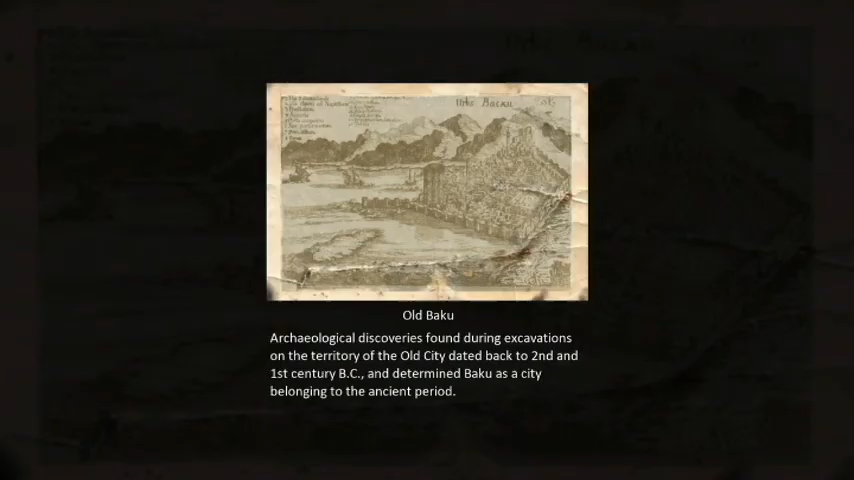 Urbs Bacau
Old Baku
Archaeological discoveries found during excavations
on the territory of the Old City dated back to 2nd and
1st century B.C., and determined Baku as a city
belonging to the ancient period.